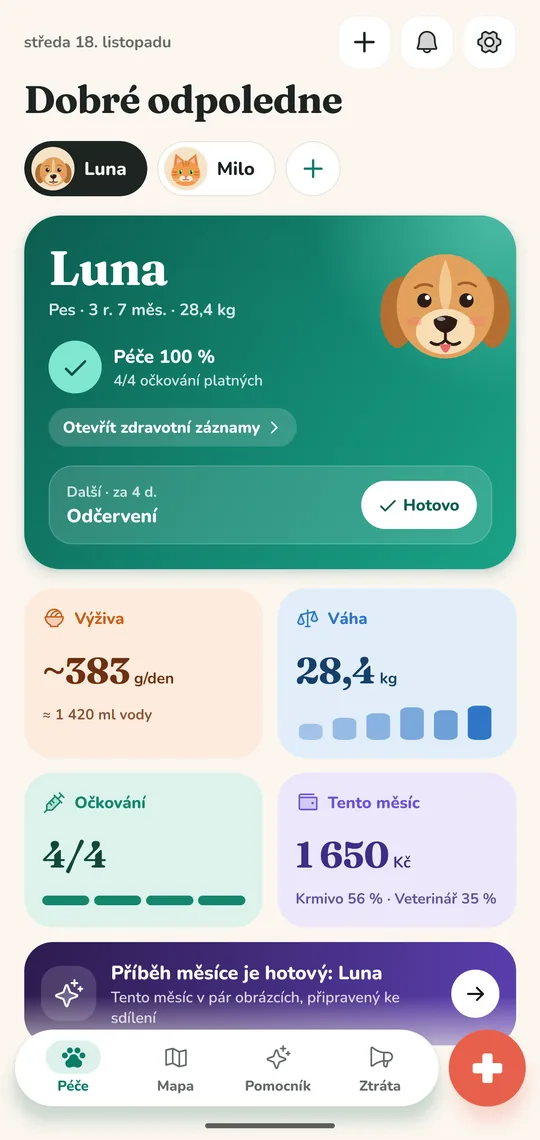 středa 18. listopadu
Dobré odpoledne
Luna
Milo
Luna
Pes · 3 r. 7 měs. · 28,4 kg
Péče 100 %
4/4 očkování platných
Otevřít zdravotní záznamy
Další · za 4 d.
Odčervení
Hotovo
Výživa
~383 g/den
≈ 1 420 ml vody
Váha
28,4 kg
Očkování
4/4
Tento měsíc
1 650 Kč
Krmivo 56 % · Veterinář 35 %
Příběh měsíce je hotový: Luna
Tento měsíc v pár obrázcích, připravený ke
sdílení
Péče
Mapa
Pomocník
Ztráta